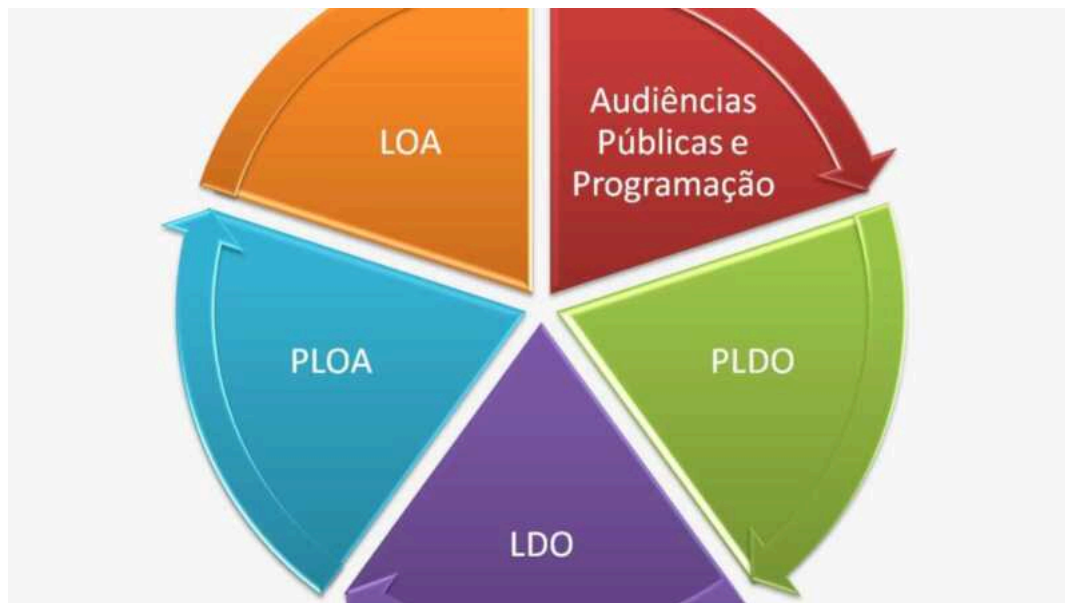 LOA
Audiências
Públicas e
Programação
PLOA
PLDO
LDO